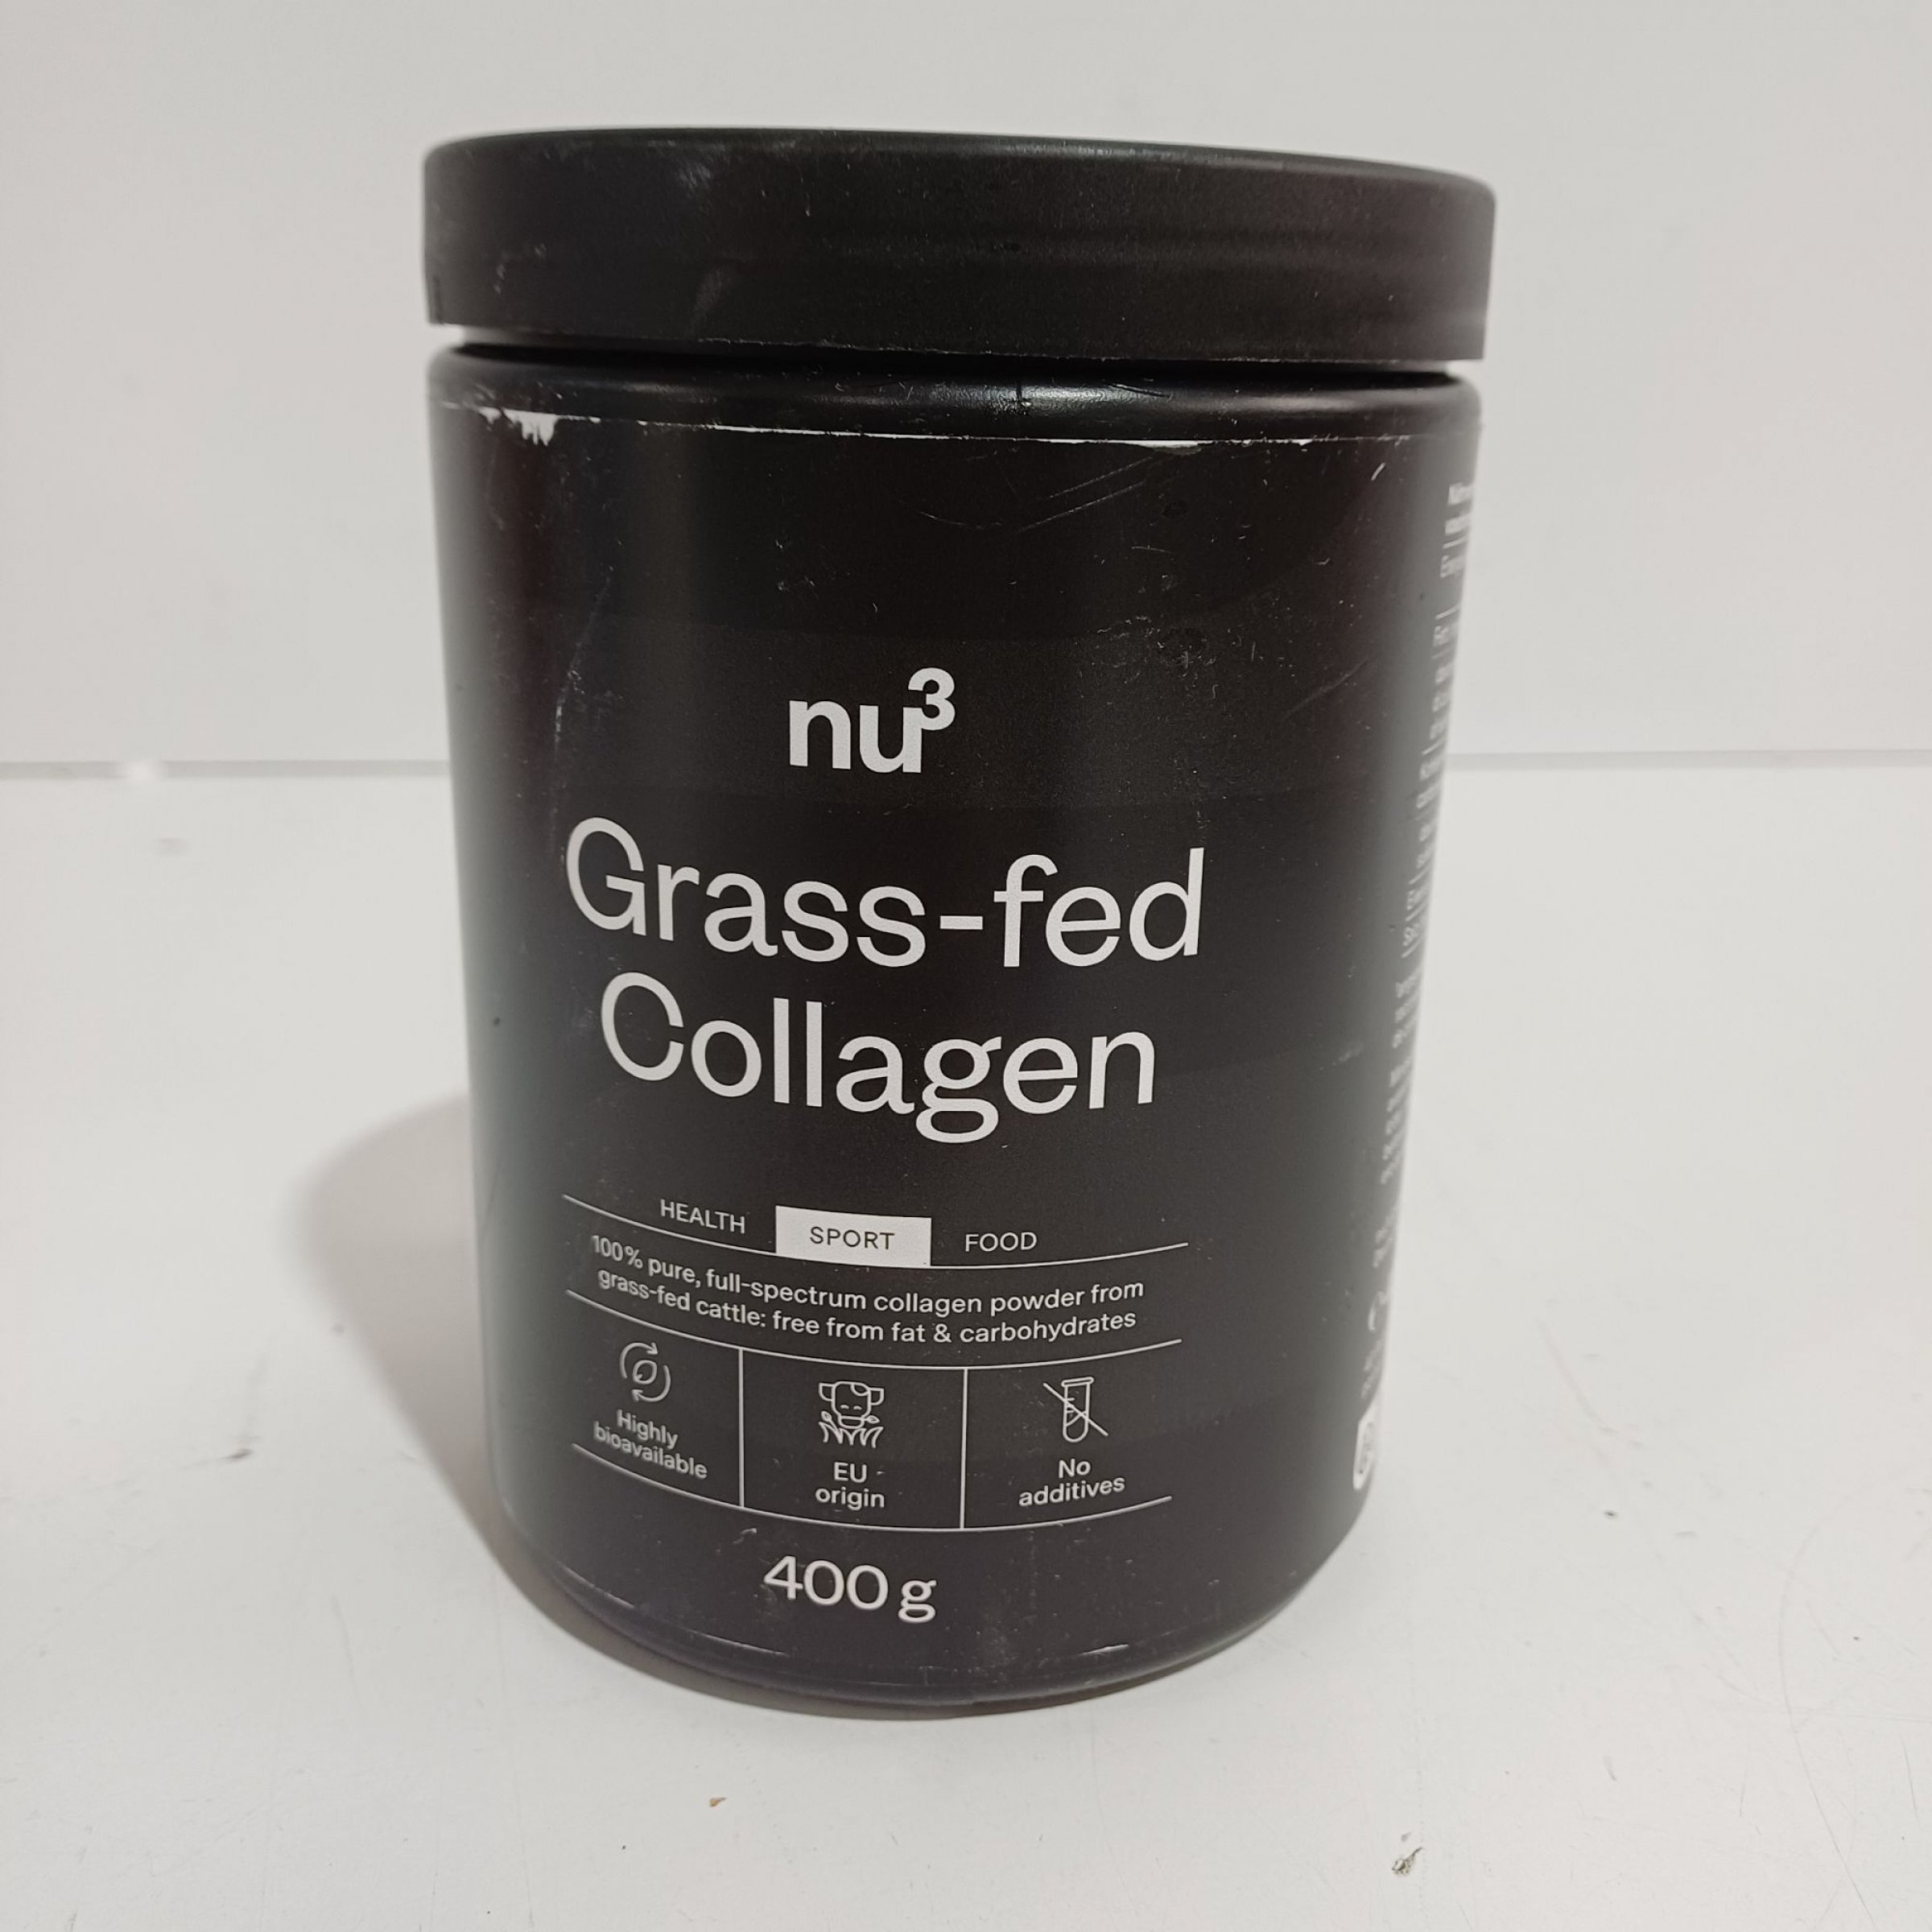 nu³
Grass-fed
Collagen
HEALTH SPORT FOOD
100% pure, full-spectrum collagen powder from
grass-fed cattle: free from fat & carbohydrates
Highly
bioavailable
EU
origin
No
additives
400 g